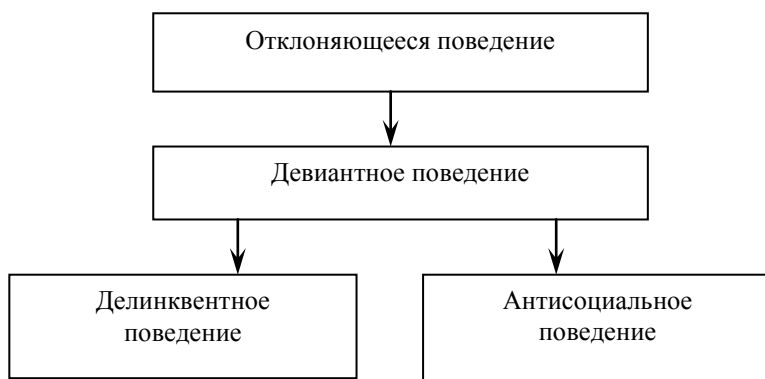 Отклоняющееся поведение
Девиантное поведение
Делинквентное
поведение
Антисоциальное
поведение